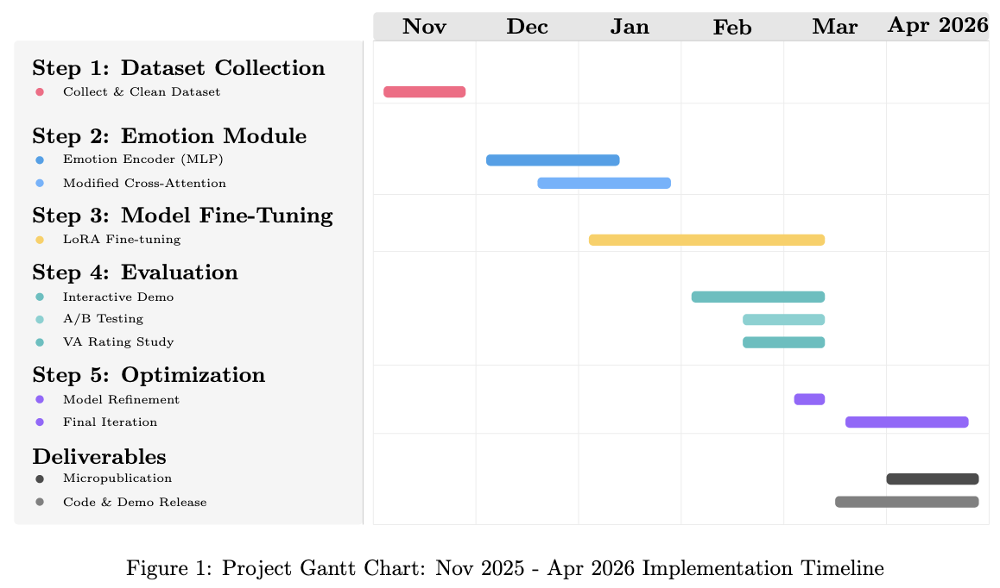 Nov Dec Jan Feb Mar Apr 2026
Step 1: Dataset Collection
Collect & Clean Dataset
Step 2: Emotion Module
Emotion Encoder (MLP)
Modified Cross-Attention
Step 3: Model Fine-Tuning
LoRA Fine-tuning
Step 4: Evaluation
Interactive Demo
A/B Testing
VA Rating Study
Step 5: Optimization
Model Refinement
Final Iteration
Deliverables
Micropublication
Code & Demo Release
Figure 1: Project Gantt Chart: Nov 2025 - Apr 2026 Implementation Timeline